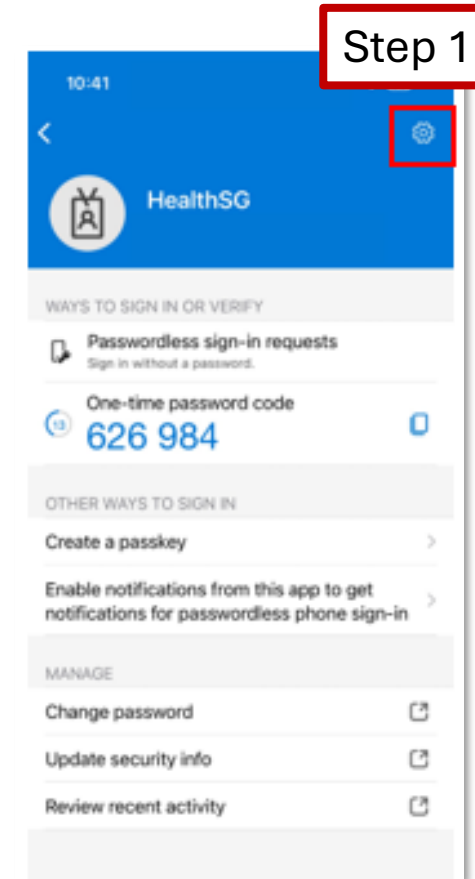 Step 1
10:41
HealthSG
WAYS TO SIGN IN OR VERIFY
Passwordless sign-in requests
Sign in without a password.
One-time password code
13
626 984
OTHER WAYS TO SIGN IN
Create a passkey
Enable notifications from this app to get
notifications for passwordless phone sign-in
MANAGE
Change password
Update security info
Review recent activity